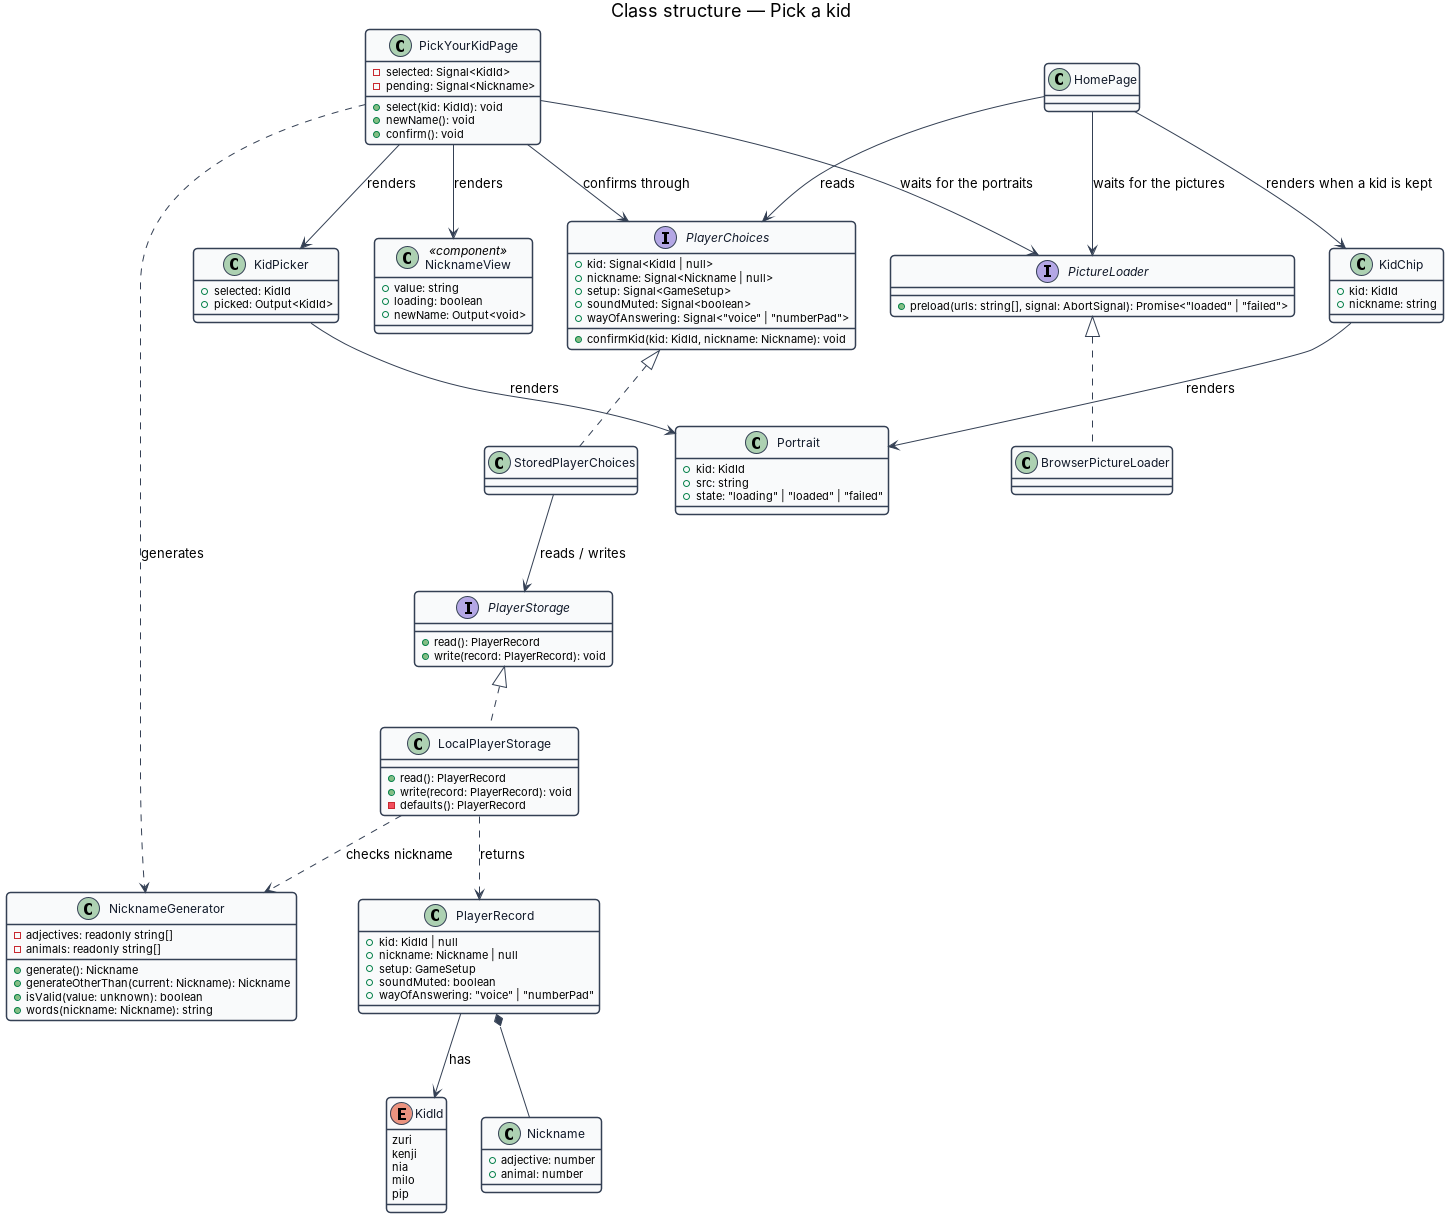 Class structure — Pick a kid
C PickYourKidPage
selected: Signal<KidId>
pending: Signal<Nickname>
select(kid: KidId): void
newName(): void
confirm(): void
C HomePage
renders
renders
confirms through
reads
waits for the portraits
waits for the pictures
renders when a kid is kept
C KidPicker
selected: KidId
picked: Output<KidId>
C «component»
NicknameView
value: string
loading: boolean
newName: Output<void>
I PlayerChoices
kid: Signal<KidId | null>
nickname: Signal<Nickname | null>
setup: Signal<GameSetup>
soundMuted: Signal<boolean>
wayOfAnswering: Signal<"voice" | "numberPad">
confirmKid(kid: KidId, nickname: Nickname): void
I PictureLoader
preload(urls: string[], signal: AbortSignal): Promise<"loaded" | "failed">
C KidChip
kid: KidId
nickname: string
renders
renders
C StoredPlayerChoices
C Portrait
kid: KidId
src: string
state: "loading" | "loaded" | "failed"
C BrowserPictureLoader
generates
reads / writes
I PlayerStorage
read(): PlayerRecord
write(record: PlayerRecord): void
C LocalPlayerStorage
read(): PlayerRecord
write(record: PlayerRecord): void
defaults(): PlayerRecord
checks nickname
returns
C NicknameGenerator
adjectives: readonly string[]
animals: readonly string[]
generate(): Nickname
generateOtherThan(current: Nickname): Nickname
isValid(value: unknown): boolean
words(nickname: Nickname): string
C PlayerRecord
kid: KidId | null
nickname: Nickname | null
setup: GameSetup
soundMuted: boolean
wayOfAnswering: "voice" | "numberPad"
has
E KidId
zuri
kenji
nia
milo
pip
C Nickname
adjective: number
animal: number